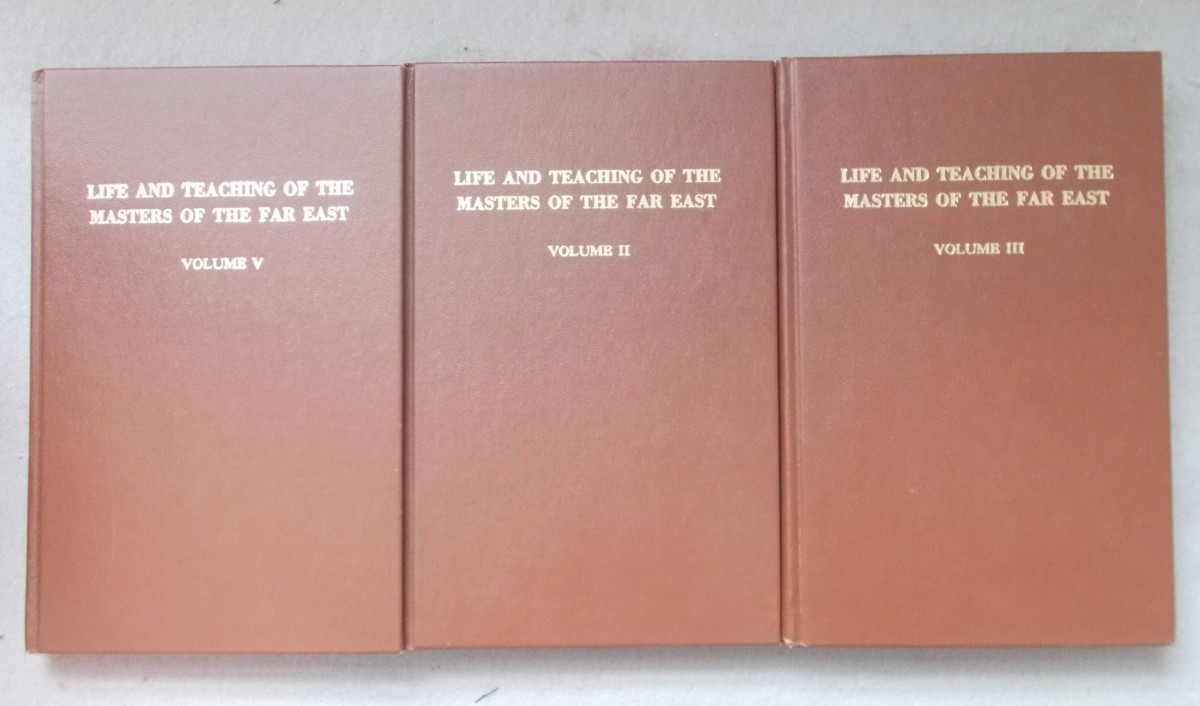 LIFE AND TEACHING OF THE
MASTERS OF THE FAR EAST
VOLUME V
LIFE AND TEACHING OF THE
MASTERS OF THE FAR EAST
VOLUME II
LIFE AND TEACHING OF THE
MASTERS OF THE FAR EAST
VOLUME III